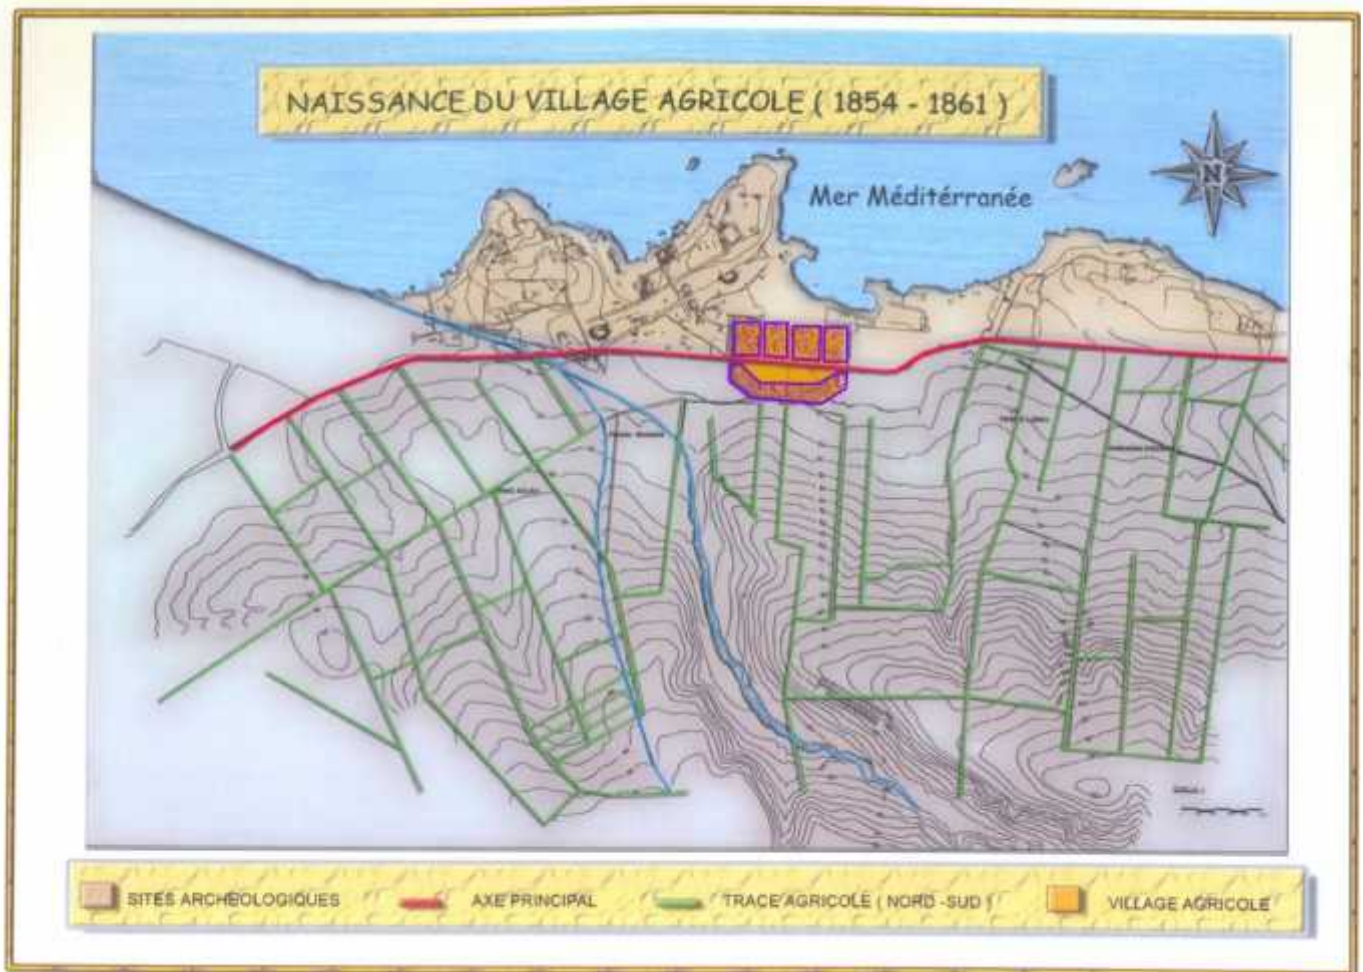 NAISSANCE DU VILLAGE AGRICOLE ( 1854 - 1861 )
N
Mer Méditérranée
SITES ARCHEOLOGIQUES
AXE PRINCIPAL
TRACE AGRICOLE ( NORD -SUD )
VILLAGE AGRICOLE